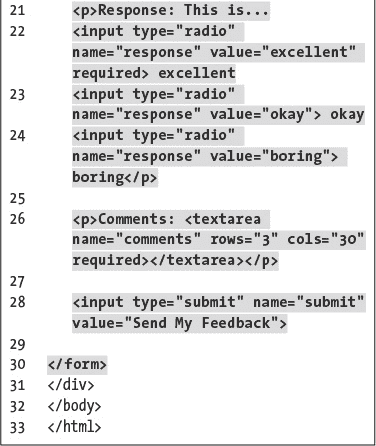 21 <p>Response: This is...
22 <input type="radio"
name="response" value="excellent"
required> excellent
23 <input type="radio"
name="response" value="okay"> okay
24 <input type="radio"
name="response" value="boring">
boring</p>
25
26 <p>Comments: <textarea
name="comments" rows="3" cols="30"
required></textarea></p>
27
28 <input type="submit" name="submit"
value="Send My Feedback">
29
30 </form>
31 </div>
32 </body>
33 </html>